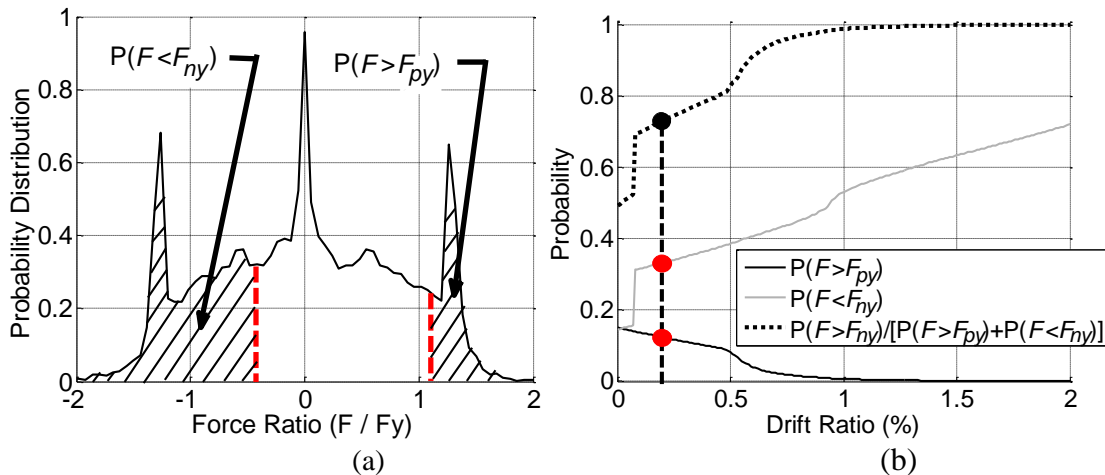 Probability Distribution
1
0.8
0.6
0.4
0.2
0
-2
-1
0
1
2
P(F<Fny)
P(F>Fpy)
Force Ratio (F / Fy)
(a)
Probability
1
0.8
0.6
0.4
0.2
0
0
0.5
1
1.5
2
P(F>Fpy)
P(F<Fny)
P(F>Fny)/[P(F>Fpy)+P(F<Fny)]
Drift Ratio (%)
(b)